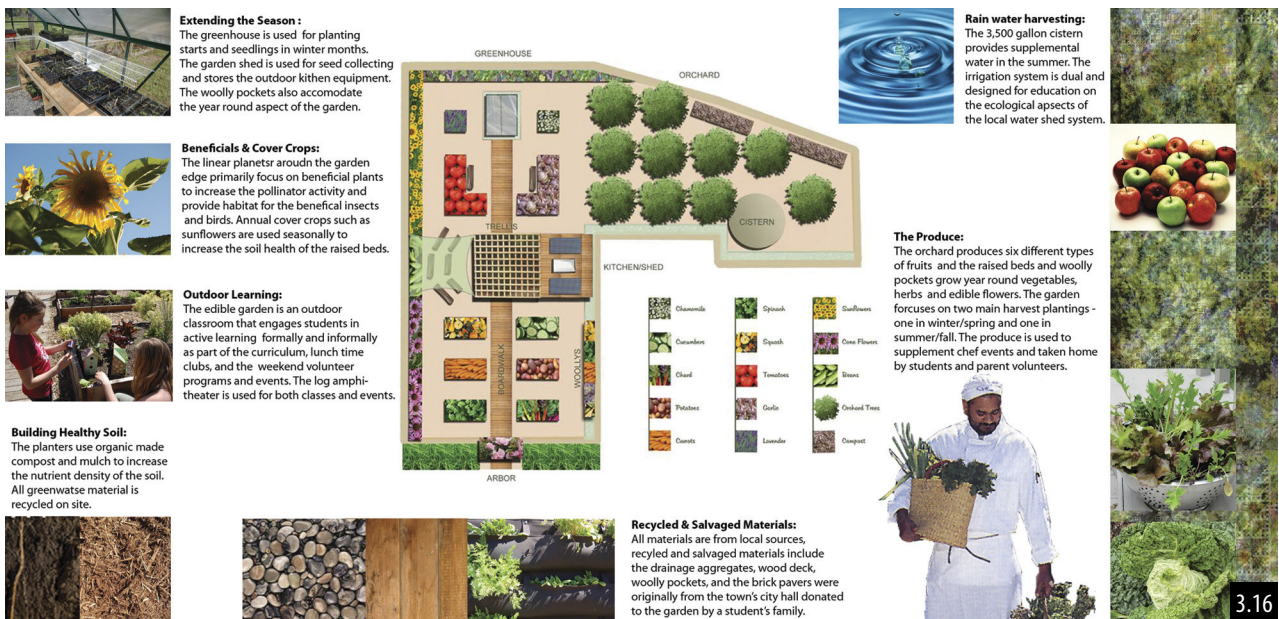 Extending the Season :
The greenhouse is used for planting
starts and seedlings in winter months.
The garden shed is used for seed collecting
and stores the outdoor kithen equipment.
The woolly pockets also accomodate
the year round aspect of the garden.
Beneficials & Cover Crops:
The linear planetsr aroudn the garden
edge primarily focus on beneficial plants
to increase the pollinator activity and
provide habitat for the benefical insects
and birds. Annual cover crops such as
sunflowers are used seasonally to
increase the soil health of the raised beds.
Outdoor Learning:
The edible garden is an outdoor
classroom that engages students in
active learning formally and informally
as part of the curriculum, lunch time
clubs, and the weekend volunteer
programs and events. The log amphi-
theater is used for both classes and events.
Building Healthy Soil:
The planters use organic made
compost and mulch to increase
the nutrient density of the soil.
All greenwatse material is
recycled on site.
GREENHOUSE
ORCHARD
TRELLIS
CISTERN
KITCHEN/SHED
BOARDWALK
WOOLLYS
ARBOR
Chamomile
Spinach
Sunflowers
Cucumbers
Squash
Cone Flowers
Chard
Tomatoes
Beans
Potatoes
Garlic
Orchard Trees
Carrots
Lavender
Compost
Recycled & Salvaged Materials:
All materials are from local sources,
recyled and salvaged materials include
the drainage aggregates, wood deck,
woolly pockets, and the brick pavers were
originally from the town's city hall donated
to the garden by a student's family.
Rain water harvesting:
The 3,500 gallon cistern
provides supplemental
water in the summer. The
irrigation system is dual and
designed for education on
the ecological apsects of
the local water shed system.
The Produce:
The orchard produces six different types
of fruits and the raised beds and woolly
pockets grow year round vegetables,
herbs and edible flowers. The garden
forcuses on two main harvest plantings -
one in winter/spring and one in
summer/fall. The produce is used to
supplement chef events and taken home
by students and parent volunteers.
3.16